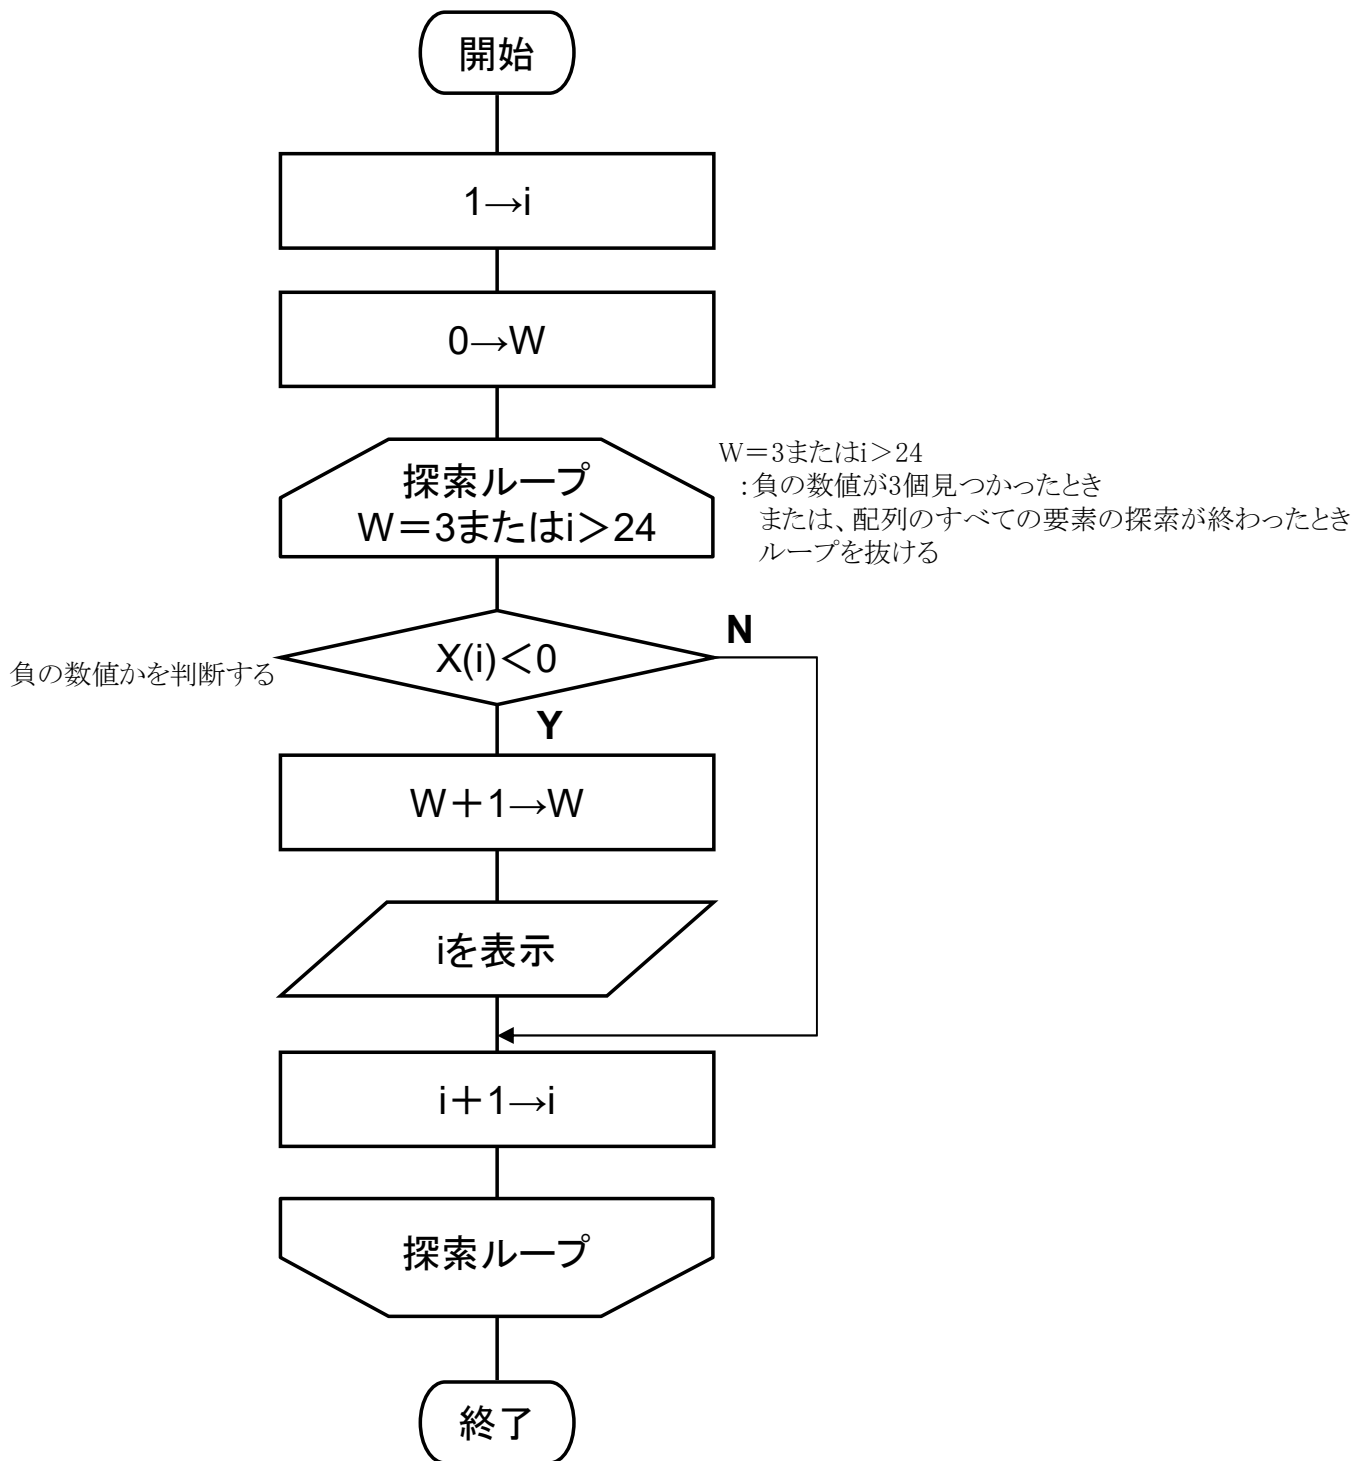 開始
1→i
0→W
探索ループ
W＝3またはi＞24
W＝3またはi＞24
：負の数値が3個見つかったとき
または、配列のすべての要素の探索が終わったとき
ループを抜ける
X(i)＜0
N
負の数値かを判断する
Y
W＋1→W
iを表示
i＋1→i
探索ループ
終了